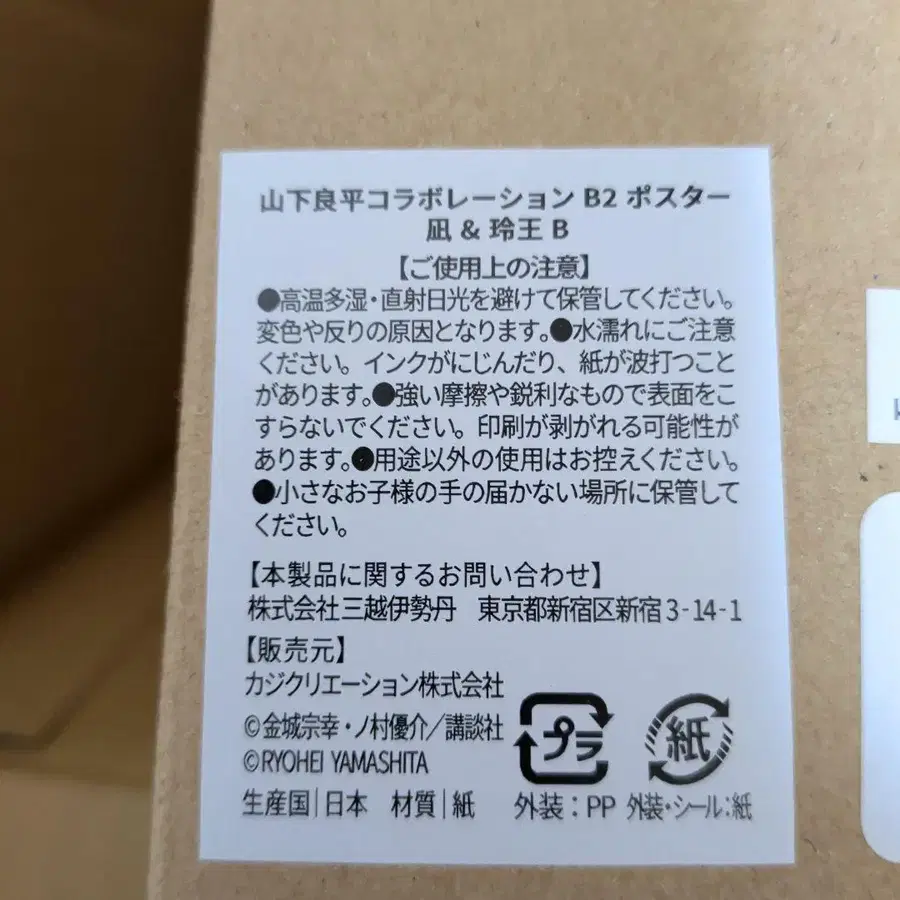 山下良平コラボレーション B2 ポスター
凪 & 玲王 B
【ご使用上の注意】
●高温多湿・直射日光を避けて保管してください。
変色や反りの原因となります。●水濡れにご注意
ください。インクがにじんだり、紙が波打つこと
があります。●強い摩擦や鋭利なもので表面をこ
すらないでください。印刷が剥がれる可能性が
あります。●用途以外の使用はお控えください。
●小さなお子様の手の届かない場所に保管して
ください。
【本製品に関するお問い合わせ】
株式会社三越伊勢丹　東京都新宿区新宿 3-14-1
【販売元】
カジクリエーション株式会社
©金城宗幸・ノ村優介／講談社
©RYOHEI YAMASHITA
プラ
紙
生産国|日本　材質|紙
外装：PP
外装・シール：紙